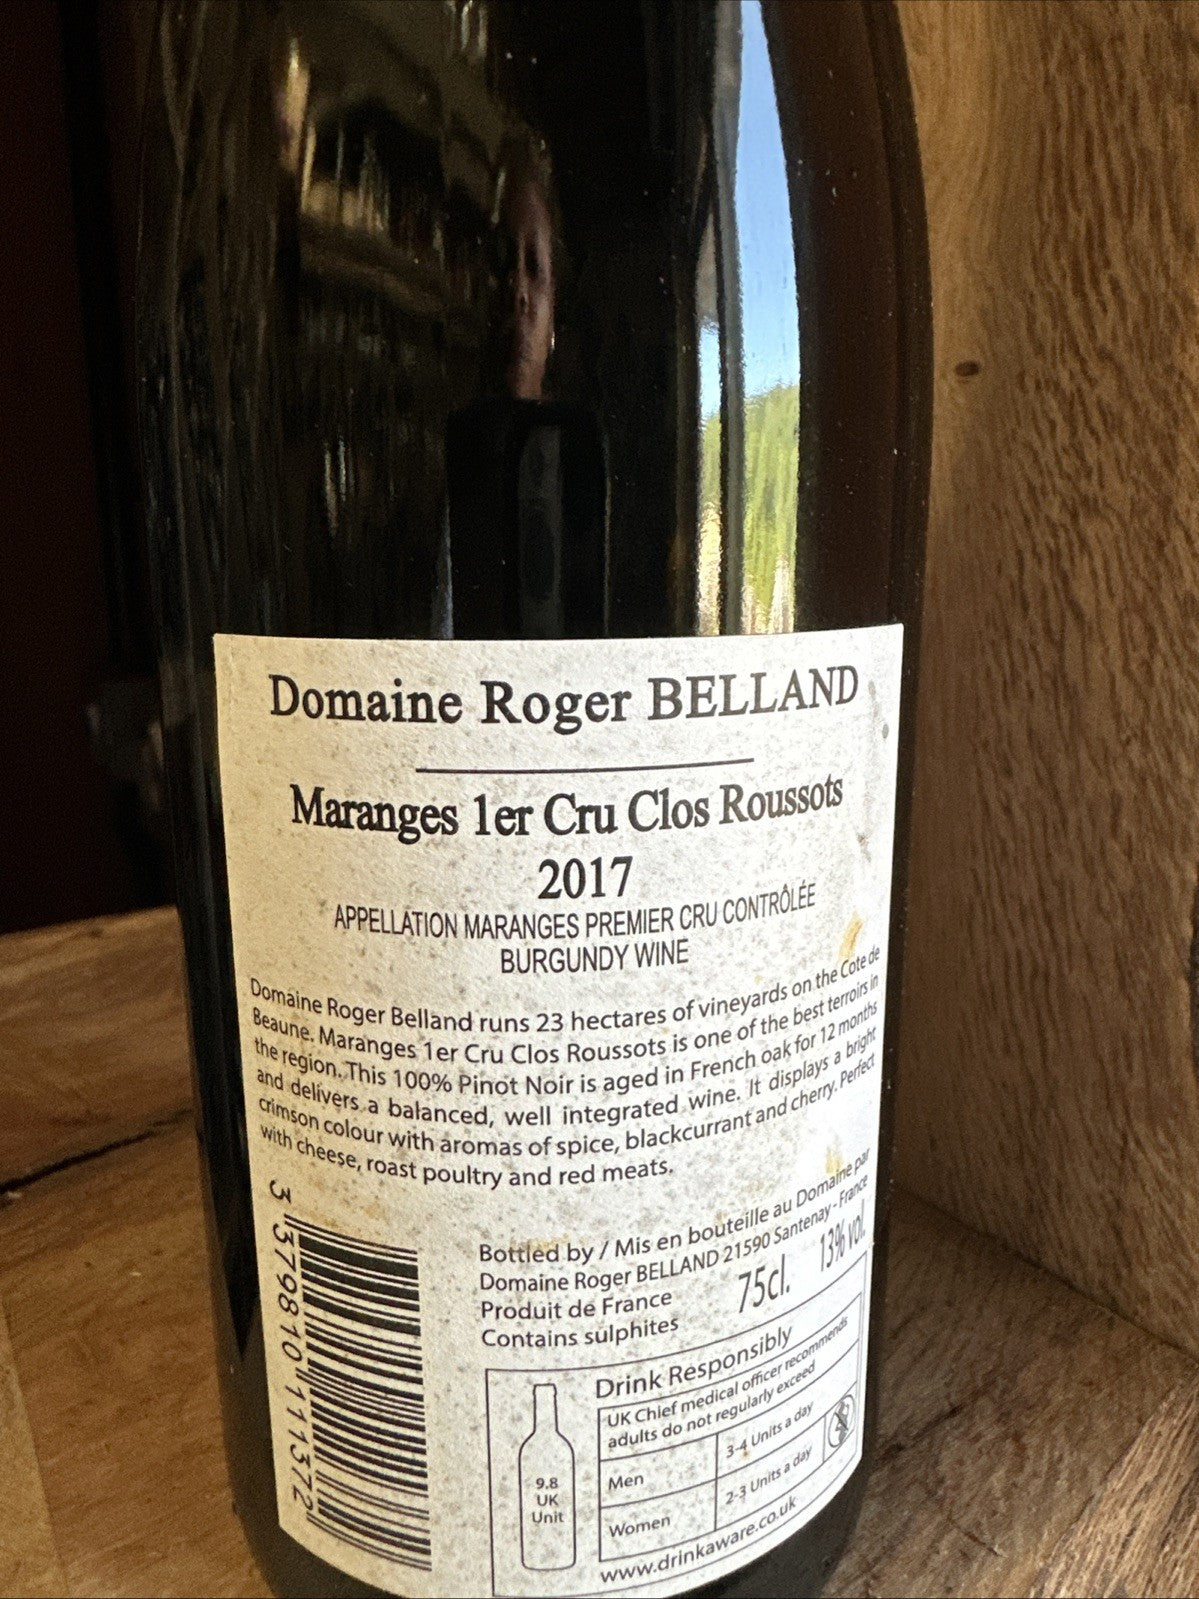 Domaine Roger BELLAND
Maranges 1er Cru Clos Roussots
2017
APPELLATION MARANGES PREMIER CRU CONTRÔLÉE
BURGUNDY WINE
Domaine Roger Belland runs 23 hectares of vineyards on the Cote de
Beaune. Maranges 1er Cru Clos Roussots is one of the best terroirs in
the region. This 100% Pinot Noir is aged in French oak for 12 months
and delivers a balanced, well integrated wine. It displays a bright
crimson colour with aromas of spice, blackcurrant and cherry. Perfect
with cheese, roast poultry and red meats.
3 379810 111372
Bottled by / Mis en bouteille au Domaine par
Domaine Roger BELLAND 21590 Santenay - France
Produit de France
75cl. 13% vol.
Contains sulphites
Drink Responsibly
UK Chief medical officer recommends
adults do not regularly exceed
Men 3-4 Units a day
Women 2-3 Units a day
9.8
UK
Unit
www.drinkaware.co.uk